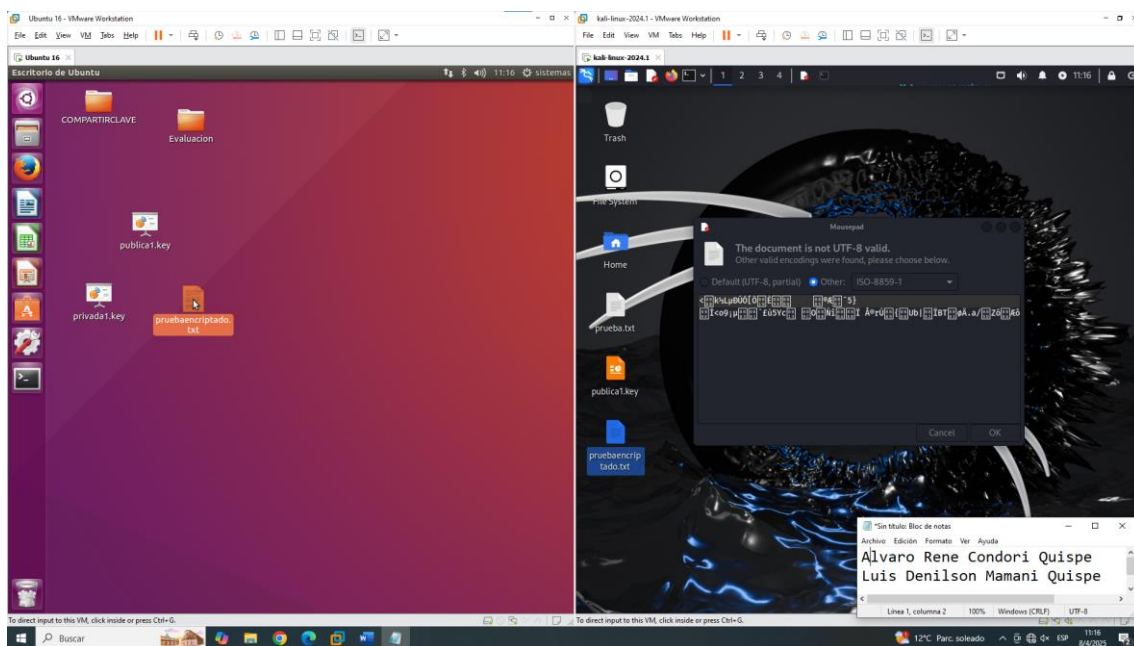 Ubuntu 16 - VMware Workstation
File Edit View VM Tabs Help
Ubuntu 16
Escritorio de Ubuntu
11:16 sistemas
COMPARTIRCLAVE
Evaluacion
publica1.key
privada1.key
pruebaencriptado.
txt
To direct input to this VM, click inside or press Ctrl+G.
kali-linux-2024.1 - VMware Workstation
File Edit View VM Tabs Help
kali-linux-2024.1
1 2 3 4
11:16
Trash
File System
Home
prueba.txt
publica1.key
pruebaencrip
tado.txt
Mousepad
The document is not UTF-8 valid.
Other valid encodings were found, please choose below.
Default (UTF-8, partial) Other: ISO-8859-1
Cancel OK
*Sin título: Bloc de notas
Archivo Edición Formato Ver Ayuda
Alvaro Rene Condori Quispe
Luis Denilson Mamani Quispe
Línea 1, columna 2 100% Windows (CRLF) UTF-8
To direct input to this VM, click inside or press Ctrl+G.
Buscar
12°C Parc. soleado ESP 11:16
8/4/2025